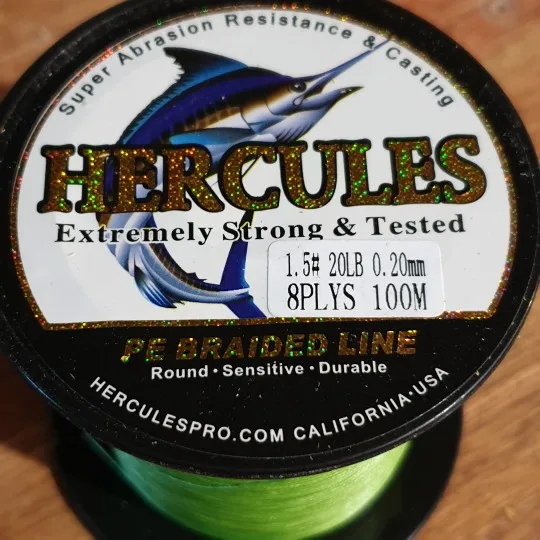 Super Abrasion Resistance & Casting
HERCULES
Extremely Strong & Tested
1.5# 20LB 0.20mm
8PLYS 100M
PE BRAIDED LINE
Round • Sensitive • Durable
HERCULESPRO.COM CALIFORNIA • USA